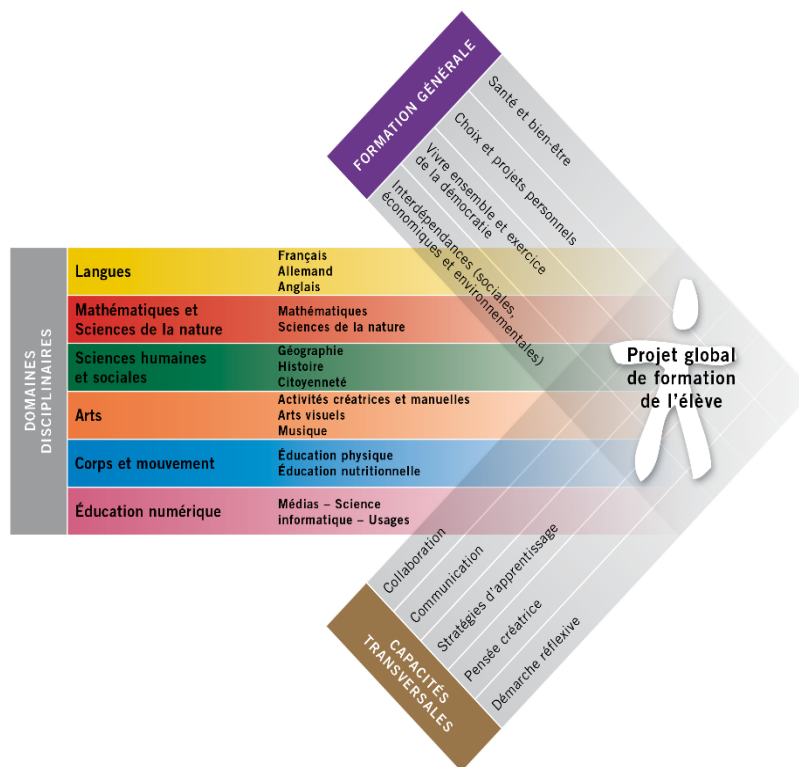 FORMATION GÉNÉRALE
Santé et bien-être
Choix et projets personnels
Vivre ensemble et exercice
de la démocratie
Interdépendances (sociales,
économiques et environnementales)
DOMAINES
DISCIPLINAIRES
Langues
Français
Allemand
Anglais
Mathématiques et
Sciences de la nature
Mathématiques
Sciences de la nature
Sciences humaines
et sociales
Géographie
Histoire
Citoyenneté
Arts
Activités créatrices et manuelles
Arts visuels
Musique
Corps et mouvement
Éducation physique
Éducation nutritionnelle
Éducation numérique
Médias – Science
informatique – Usages
Projet global
de formation
de l'élève
Collaboration
Communication
Stratégies d'apprentissage
Pensée créatrice
Démarche réflexive
CAPACITÉS
TRANSVERSALES